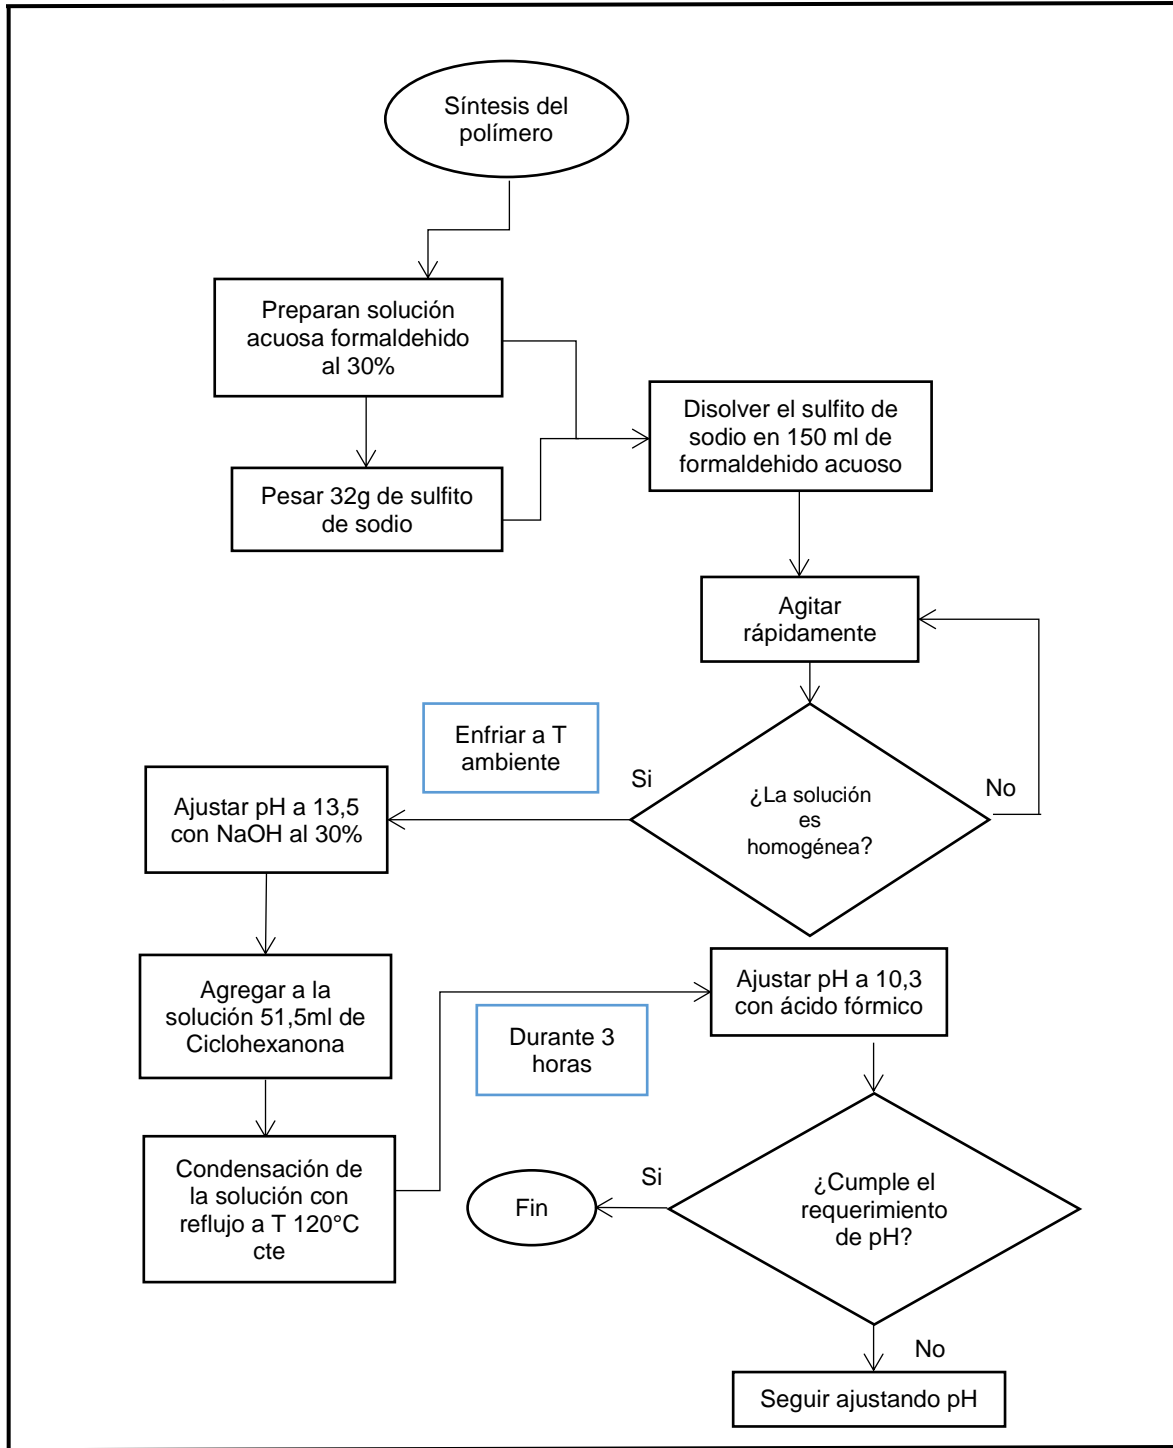 Síntesis del
polímero
Preparan solución
acuosa formaldehido
al 30%
Pesar 32g de sulfito
de sodio
Disolver el sulfito de
sodio en 150 ml de
formaldehido acuoso
Agitar
rápidamente
¿La solución
es
homogénea?
No
Si
Enfriar a T
ambiente
Ajustar pH a 13,5
con NaOH al 30%
Agregar a la
solución 51,5ml de
Ciclohexanona
Condensación de
la solución con
reflujo a T 120°C
cte
Durante 3
horas
Ajustar pH a 10,3
con ácido fórmico
¿Cumple el
requerimiento
de pH?
Si
Fin
No
Seguir ajustando pH